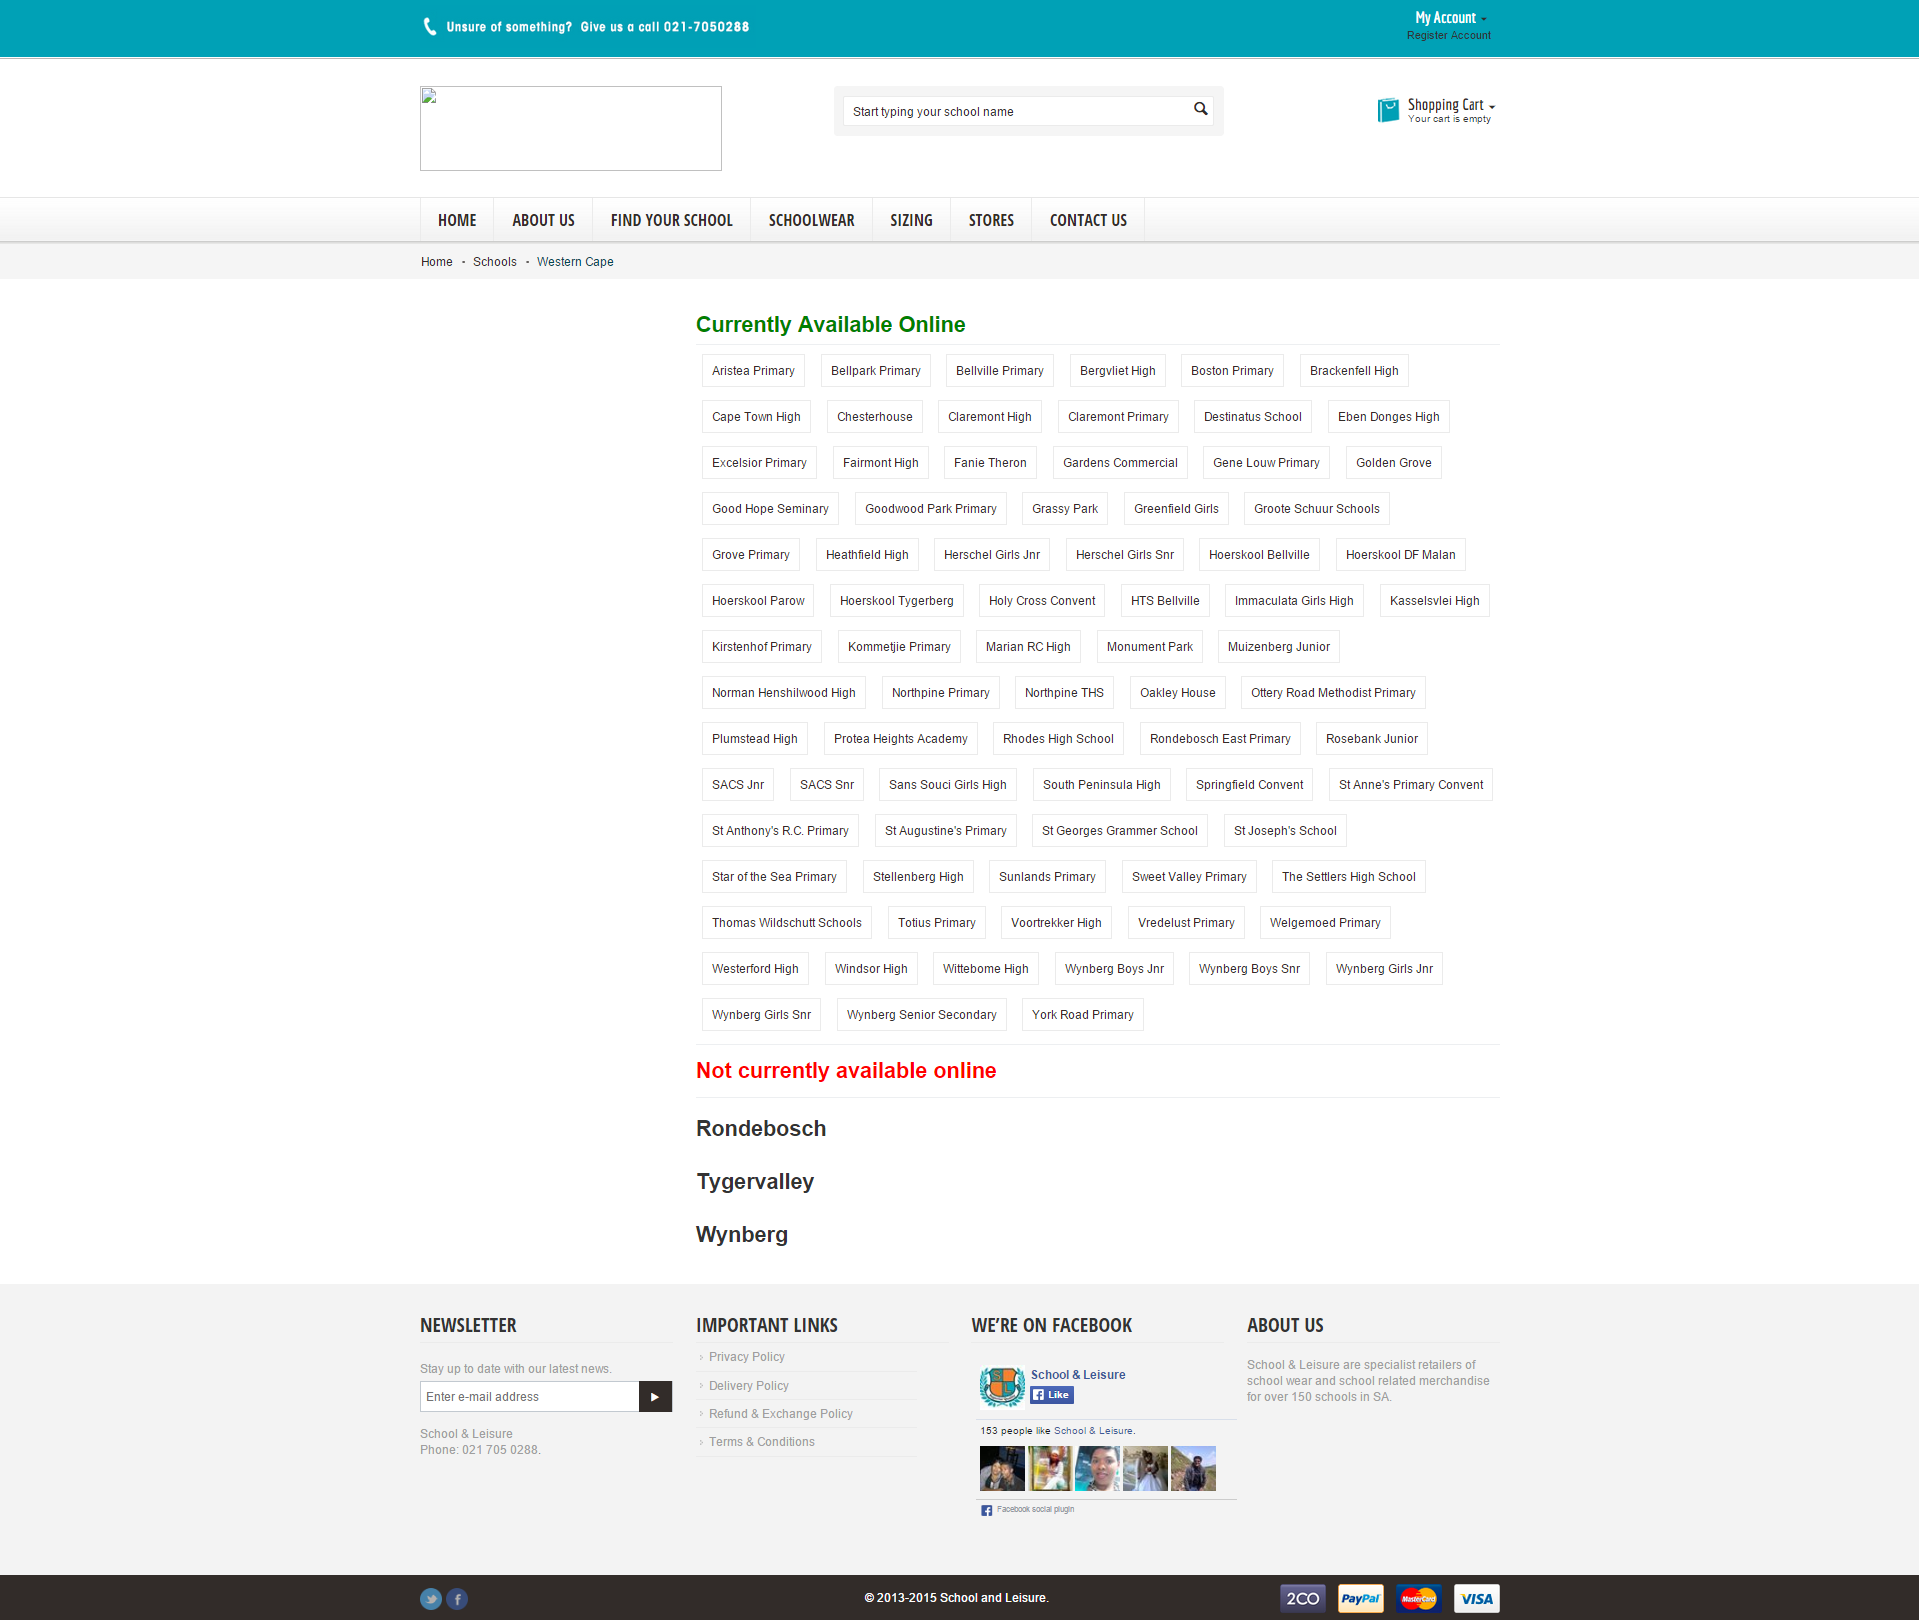 Unsure of something? Give us a call 021-7050288
My Account
Register Account
Start typing your school name
Shopping Cart
Your cart is empty
HOME ABOUT US FIND YOUR SCHOOL SCHOOLWEAR SIZING STORES CONTACT US
Home • Schools • Western Cape
Currently Available Online
Aristea Primary Bellpark Primary Bellville Primary Bergvliet High Boston Primary Brackenfell High
Cape Town High Chesterhouse Claremont High Claremont Primary Destinatus School Eben Donges High
Excelsior Primary Fairmont High Fanie Theron Gardens Commercial Gene Louw Primary Golden Grove
Good Hope Seminary Goodwood Park Primary Grassy Park Greenfield Girls Groote Schuur Schools
Grove Primary Heathfield High Herschel Girls Jnr Herschel Girls Snr Hoerskool Bellville Hoerskool DF Malan
Hoerskool Parow Hoerskool Tygerberg Holy Cross Convent HTS Bellville Immaculata Girls High Kasselsvlei High
Kirstenhof Primary Kommetjie Primary Marian RC High Monument Park Muizenberg Junior
Norman Henshilwood High Northpine Primary Northpine THS Oakley House Ottery Road Methodist Primary
Plumstead High Protea Heights Academy Rhodes High School Rondebosch East Primary Rosebank Junior
SACS Jnr SACS Snr Sans Souci Girls High South Peninsula High Springfield Convent St Anne's Primary Convent
St Anthony's R.C. Primary St Augustine's Primary St Georges Grammer School St Joseph's School
Star of the Sea Primary Stellenberg High Sunlands Primary Sweet Valley Primary The Settlers High School
Thomas Wildschutt Schools Totius Primary Voortrekker High Vredelust Primary Welgemoed Primary
Westerford High Windsor High Wittebome High Wynberg Boys Jnr Wynberg Boys Snr Wynberg Girls Jnr
Wynberg Girls Snr Wynberg Senior Secondary York Road Primary
Not currently available online
Rondebosch
Tygervalley
Wynberg
NEWSLETTER
Stay up to date with our latest news.
Enter e-mail address
School & Leisure
Phone: 021 705 0288.
IMPORTANT LINKS
Privacy Policy
Delivery Policy
Refund & Exchange Policy
Terms & Conditions
WE'RE ON FACEBOOK
School & Leisure
Like
153 people like School & Leisure.
Facebook social plugin
ABOUT US
School & Leisure are specialist retailers of
school wear and school related merchandise
for over 150 schools in SA.
© 2013-2015 School and Leisure.
2CO PayPal MasterCard VISA